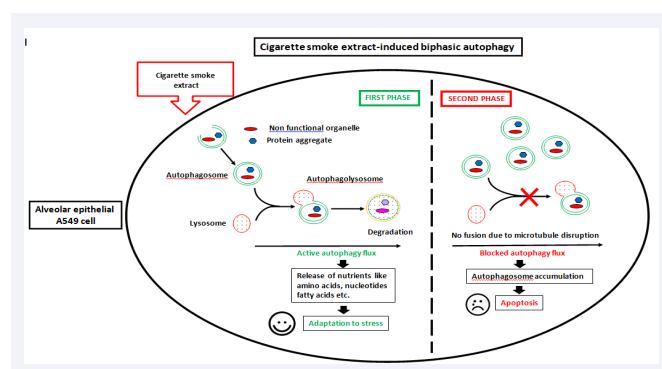 Cigarette smoke extract-induced biphasic autophagy
Cigarette smoke
extract
FIRST PHASE
SECOND PHASE
Non functional organelle
Protein aggregate
Autophagosome
Autophagolysosome
Lysosome
Degradation
Alveolar epithelial
A549 cell
Active autophagy flux
Release of nutrients like
amino acids, nucleotides
fatty acids etc.
Adaptation to stress
No fusion due to microtubule disruption
Blocked autophagy flux
Autophagosome accumulation
Apoptosis